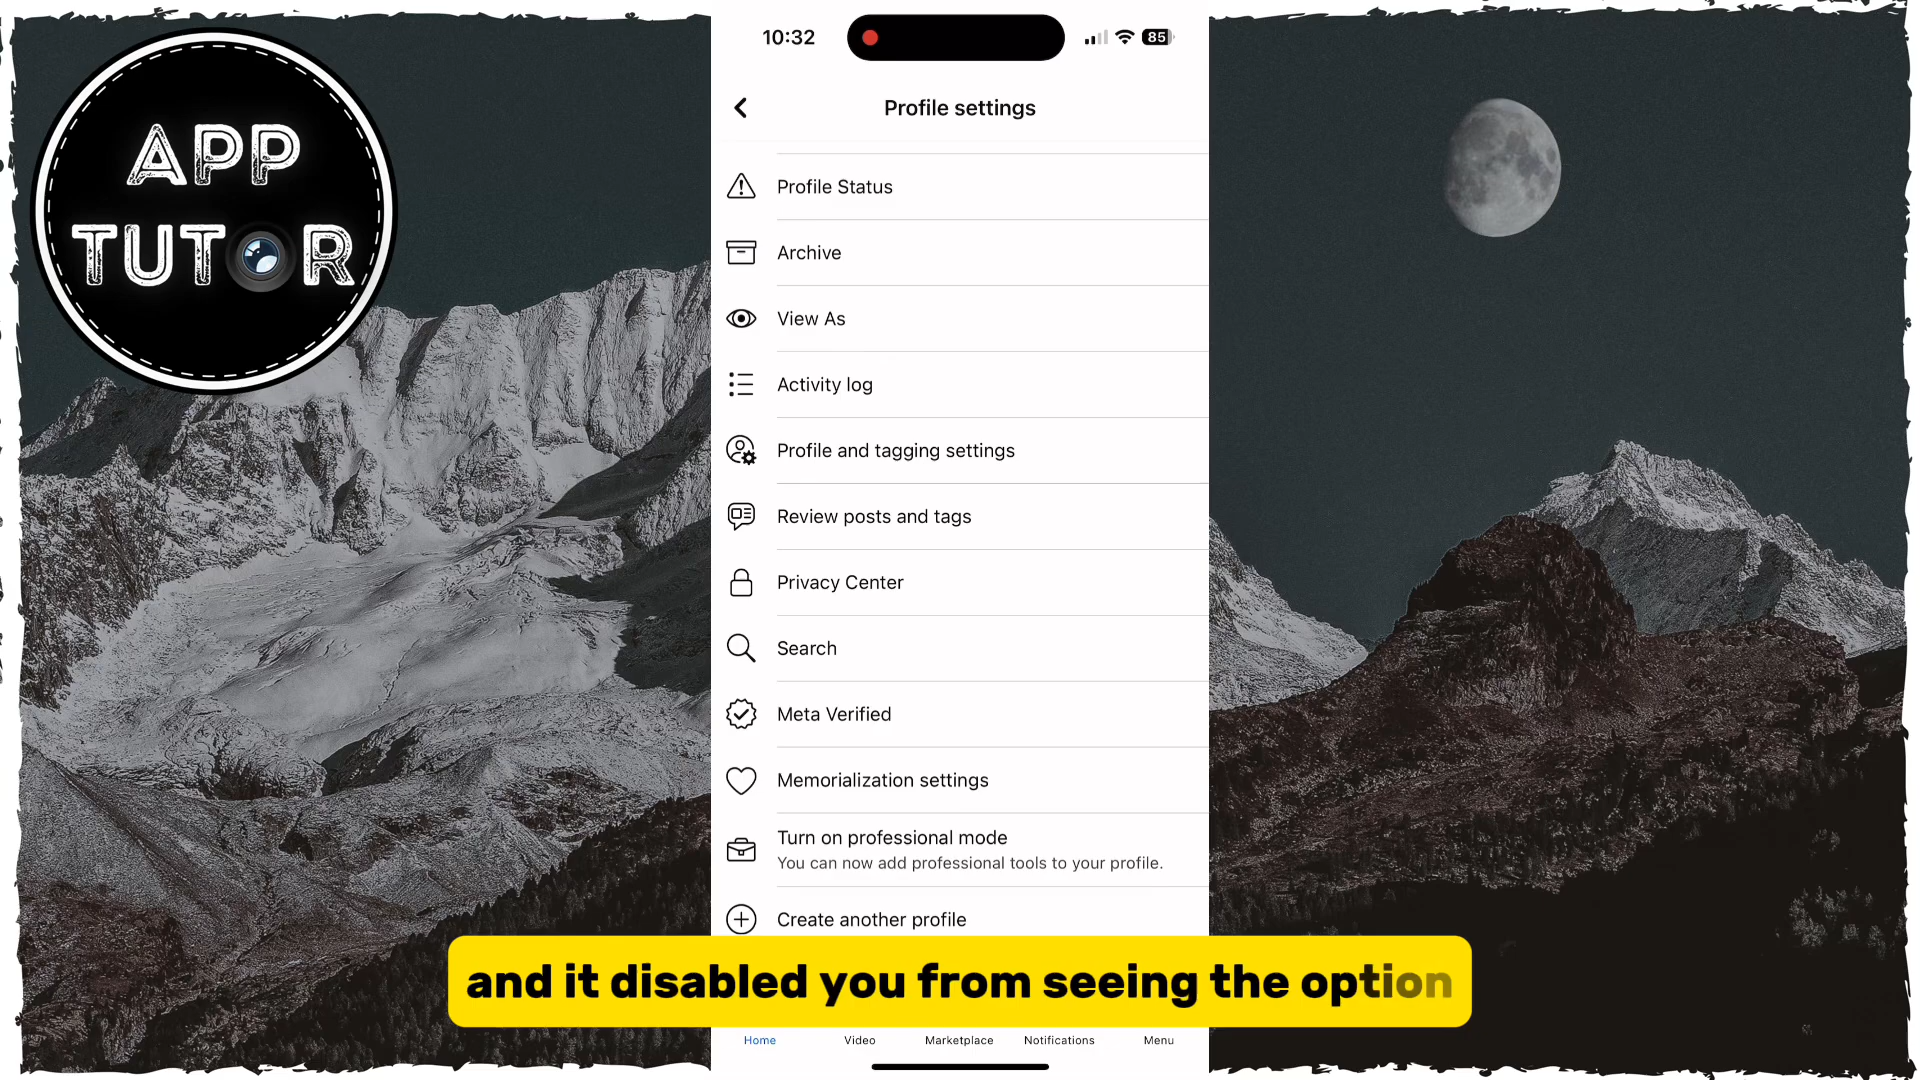 APP
TUTOR
10:32
85
Profile settings
Profile Status
Archive
View As
Activity log
Profile and tagging settings
Review posts and tags
Privacy Center
Search
Meta Verified
Memorialization settings
Turn on professional mode
You can now add professional tools to your profile.
Create another profile
and it disabled you from seeing the option
Home
Video
Marketplace
Notifications
Menu